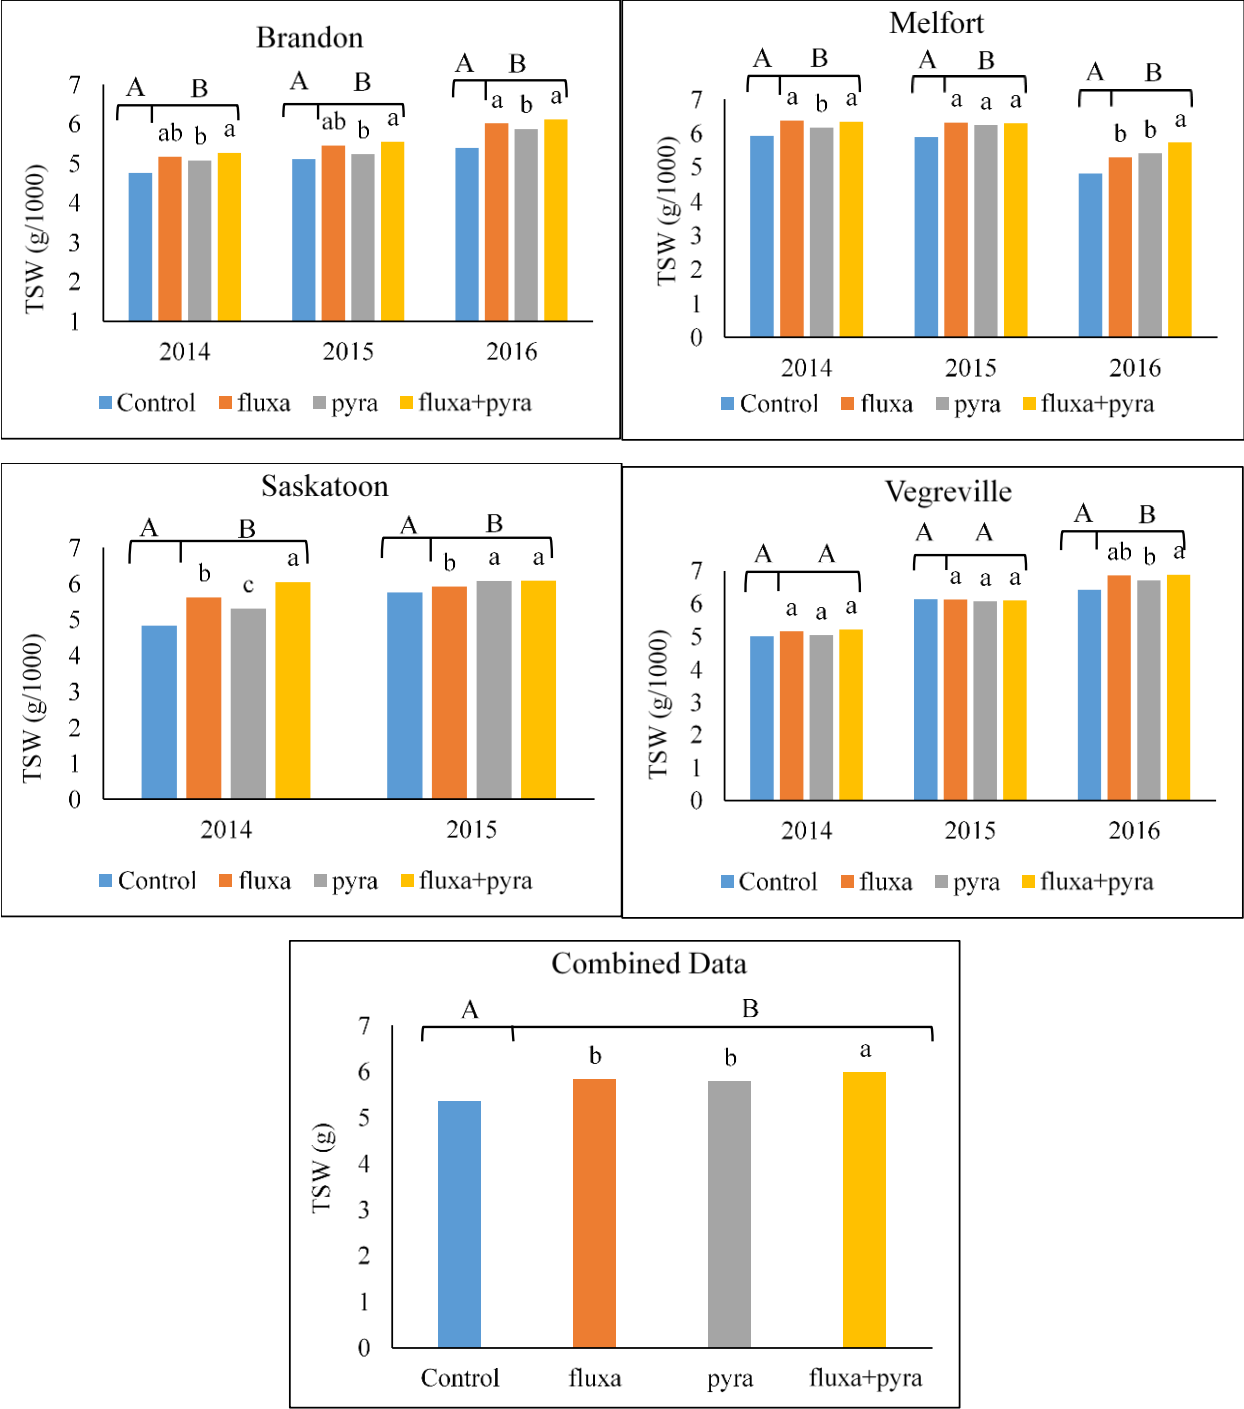 Brandon
A B A B A B
7
6
5
4
3
2
1
TSW (g/1000)
ab b a ab b a a b a
2014 2015 2016
Control fluxa pyra fluxa+pyra
Melfort
A B A B A B
7
6
5
4
3
2
1
0
TSW (g/1000)
a b a a a a b b a
2014 2015 2016
Control fluxa pyra fluxa+pyra
Saskatoon
A B A B
7
6
5
4
3
2
1
0
TSW (g/1000)
b c a b a a
2014 2015
Control fluxa pyra fluxa+pyra
Vegreville
A A A A A B
7
6
5
4
3
2
1
0
TSW (g/1000)
a a a a a a ab b a
2014 2015 2016
Control fluxa pyra fluxa+pyra
Combined Data
A B
7
6
5
4
3
2
1
0
TSW (g)
b b a
Control fluxa pyra fluxa+pyra